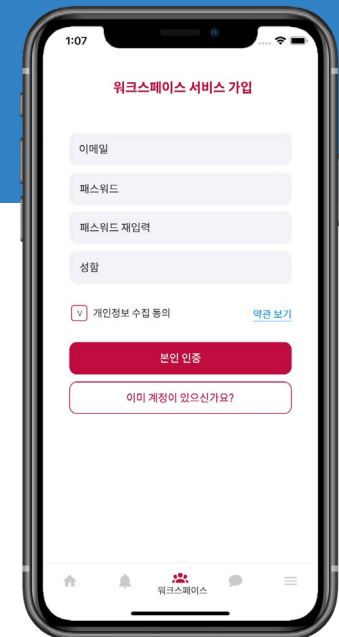 1:07
워크스페이스 서비스 가입
이메일
패스워드
패스워드 재입력
성함
v 개인정보 수집 동의 약관 보기
본인 인증
이미 계정이 있으신가요?
워크스페이스